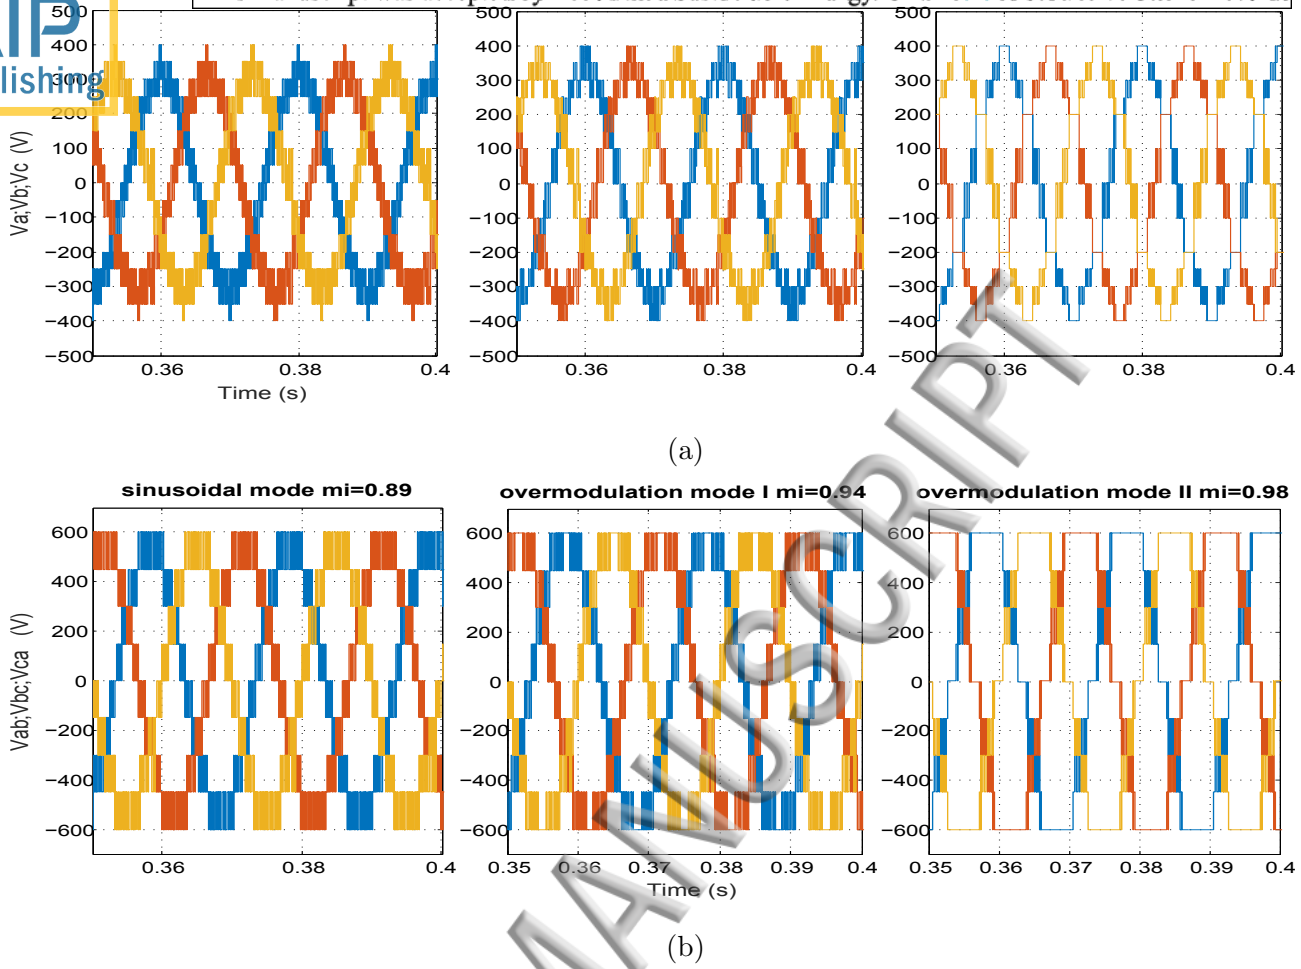 lishing
500 500 500
400 400 400
300 300 300
200 200 200
100 100 100
0 0 0
−100 −100 −100
−200 −200 −200
−300 −300 −300
−400 −400 −400
−500 −500 −500
Va;Vb;Vc (V)
0.36 0.38 0.4 0.36 0.38 0.4 0.36 0.38 0.4
Time (s)
(a)
sinusoidal mode mi=0.89 overmodulation mode I mi=0.94 overmodulation mode II mi=0.98
600 600 600
400 400 400
200 200 200
0 0 0
−200 −200 −200
−400 −400 −400
−600 −600 −600
Vab;Vbc;Vca (V)
0.36 0.38 0.4 0.35 0.36 0.37 0.38 0.39 0.4 0.35 0.36 0.37 0.38 0.39 0.4
Time (s)
(b)
MANUSCRIPT